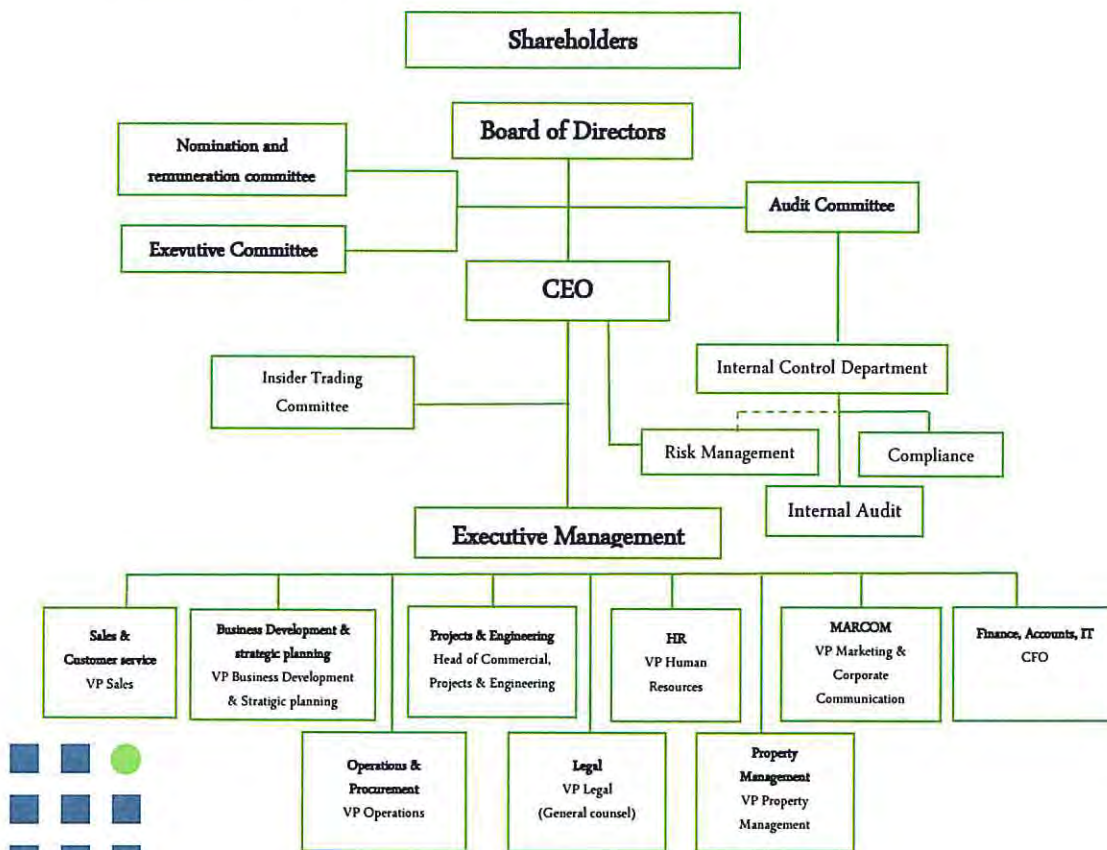 Shareholders
Board of Directors
Nomination and
remuneration committee
Audit Committee
Exevutive Committee
CEO
Insider Trading
Committee
Internal Control Department
Risk Management
Compliance
Internal Audit
Executive Management
Sales &
Customer service
VP Sales
Business Development &
strategic planning
VP Business Development
& Stratigic planning
Projects & Engineering
Head of Commercial,
Projects & Engineering
HR
VP Human
Resources
MARCOM
VP Marketing &
Corporate
Communication
Finance, Accounts, IT
CFO
Operations &
Procurement
VP Operations
Legal
VP Legal
(General counsel)
Property
Management
VP Property
Management